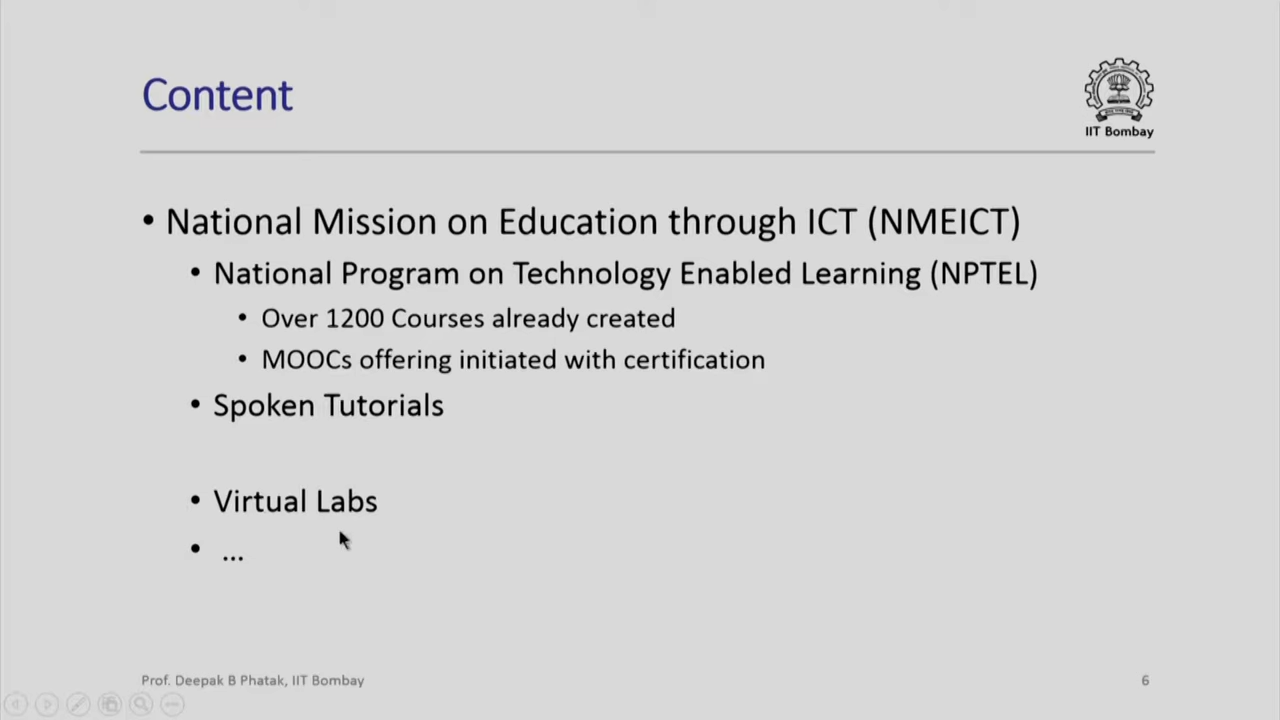 Content
IIT Bombay
• National Mission on Education through ICT (NMEICT)
• National Program on Technology Enabled Learning (NPTEL)
• Over 1200 Courses already created
• MOOCs offering initiated with certification
• Spoken Tutorials
• Virtual Labs
• ...
Prof. Deepak B Phatak, IIT Bombay
6